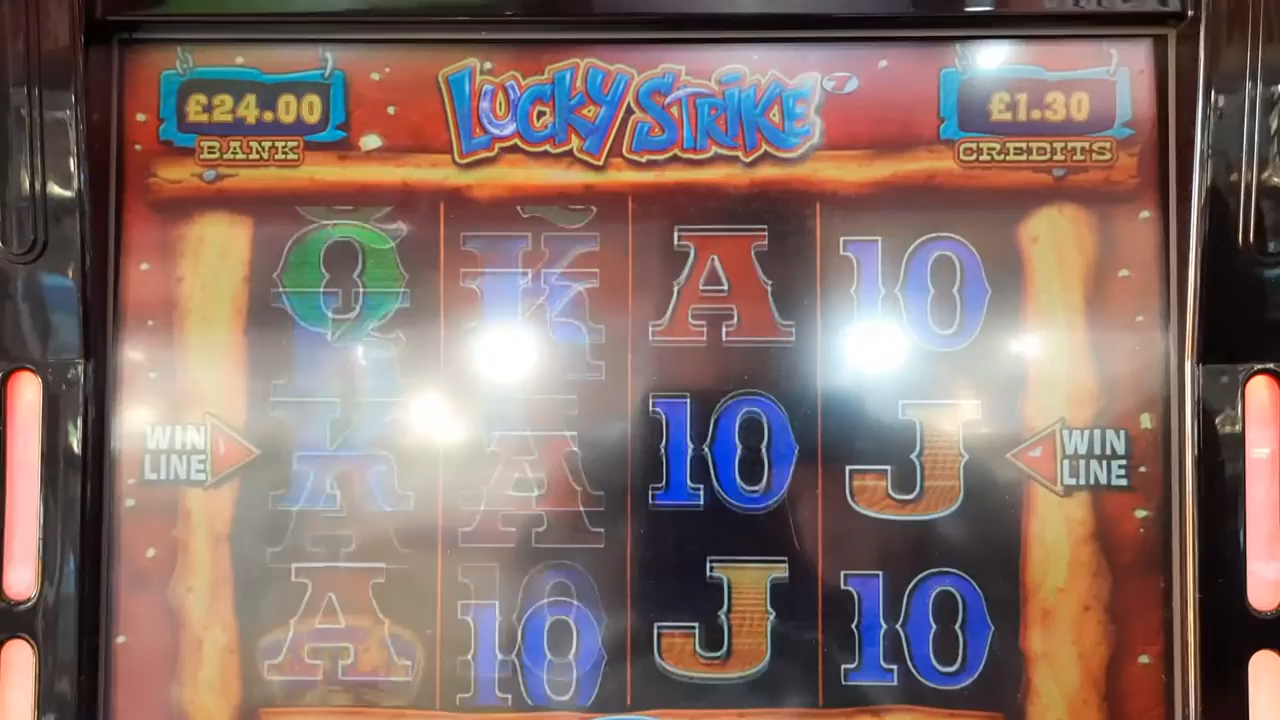 £24.00
BANK
LUCKY STRIKE
£1.30
CREDITS
Q K A 10
WIN LINE
K A 10 J
WIN LINE
A 10 J 10